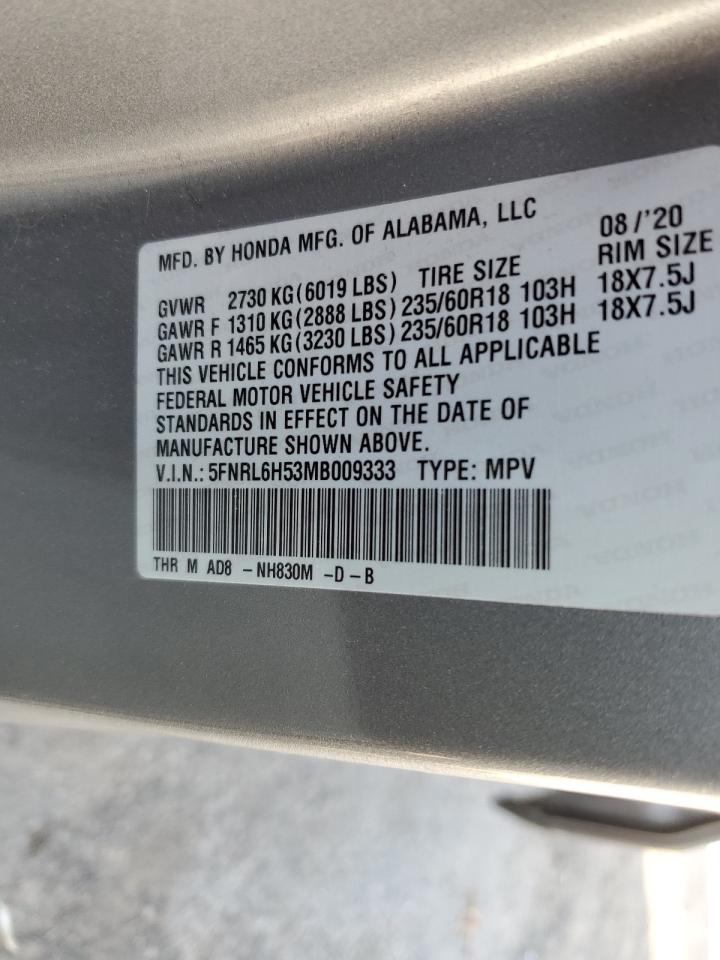 MFD. BY HONDA MFG. OF ALABAMA, LLC 08/'20
GVWR 2730 KG(6019 LBS) TIRE SIZE RIM SIZE
GAWR F 1310 KG(2888 LBS) 235/60R18 103H 18X7.5J
GAWR R 1465 KG(3230 LBS) 235/60R18 103H 18X7.5J
THIS VEHICLE CONFORMS TO ALL APPLICABLE
FEDERAL MOTOR VEHICLE SAFETY
STANDARDS IN EFFECT ON THE DATE OF
MANUFACTURE SHOWN ABOVE.
V.I.N.: 5FNRL6H53MB009333 TYPE: MPV
THR M AD8 -NH830M -D-B